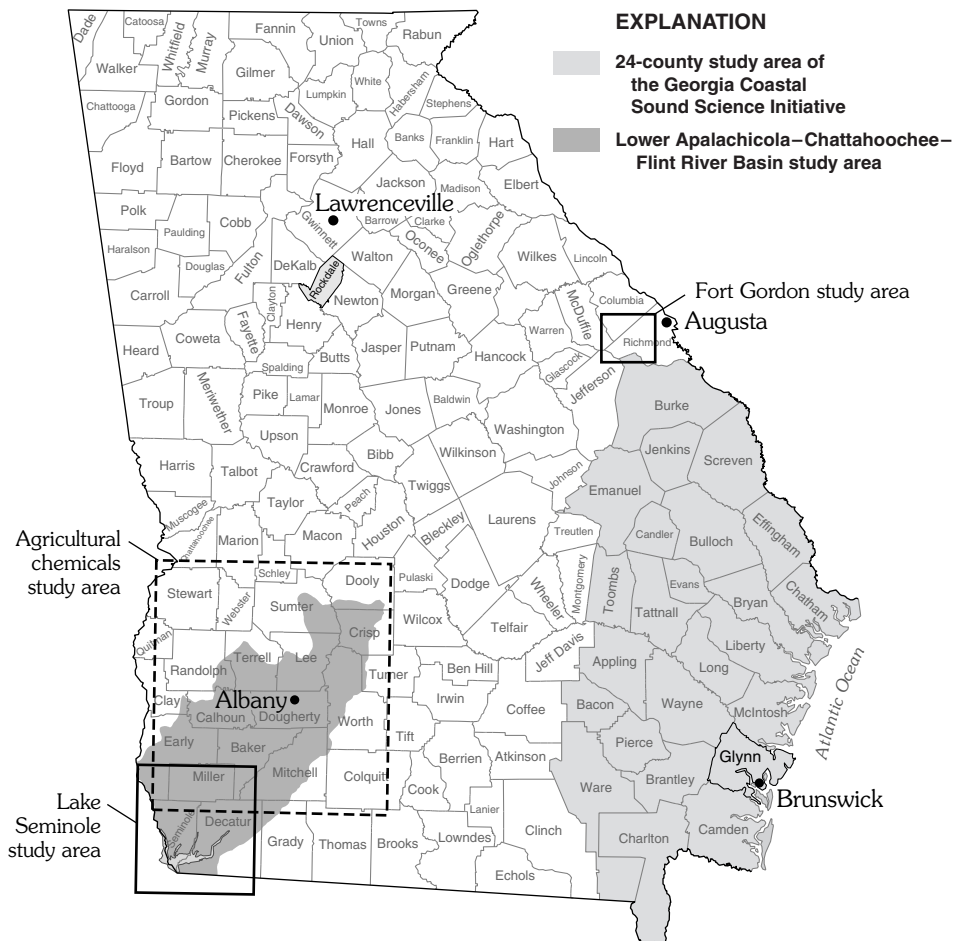 EXPLANATION
24-county study area of
the Georgia Coastal
Sound Science Initiative
Lower Apalachicola–Chattahoochee–
Flint River Basin study area
Dade
Catoosa
Whitfield
Murray
Fannin
Towns
Union
Rabun
Walker
Gilmer
White
Lumpkin
Habersham
Stephens
Chattooga
Gordon
Pickens
Dawson
Hall
Banks
Franklin
Hart
Floyd
Bartow
Cherokee
Forsyth
Jackson
Madison
Elbert
Lawrenceville
Polk
Cobb
Gwinnett
Barrow
Clarke
Oconee
Oglethorpe
Paulding
Haralson
Douglas
Fulton
DeKalb
Rockdale
Walton
Wilkes
Lincoln
Carroll
Clayton
Newton
Morgan
Greene
McDuffie
Columbia
Fort Gordon study area
Augusta
Richmond
Fayette
Henry
Warren
Coweta
Heard
Spalding
Butts
Jasper
Putnam
Hancock
Glascock
Jefferson
Troup
Meriwether
Pike
Lamar
Monroe
Jones
Baldwin
Washington
Burke
Upson
Harris
Talbot
Crawford
Bibb
Wilkinson
Jenkins
Screven
Johnson
Emanuel
Twiggs
Peach
Taylor
Muscogee
Chattahoochee
Marion
Macon
Houston
Bleckley
Laurens
Treutlen
Candler
Bulloch
Effingham
Agricultural
chemicals
study area
Schley
Dooly
Pulaski
Dodge
Wheeler
Montgomery
Toombs
Evans
Stewart
Webster
Sumter
Crisp
Wilcox
Telfair
Tattnall
Bryan
Chatham
Quitman
Randolph
Terrell
Lee
Turner
Ben Hill
Jeff Davis
Appling
Long
Liberty
Clay
Albany
Calhoun
Dougherty
Worth
Irwin
Coffee
Bacon
Wayne
McIntosh
Atlantic Ocean
Early
Baker
Tift
Berrien
Atkinson
Pierce
Glynn
Miller
Mitchell
Colquit
Cook
Ware
Brantley
Brunswick
Lake
Seminole
study area
Seminole
Decatur
Grady
Thomas
Brooks
Lanier
Lowndes
Clinch
Charlton
Camden
Echols